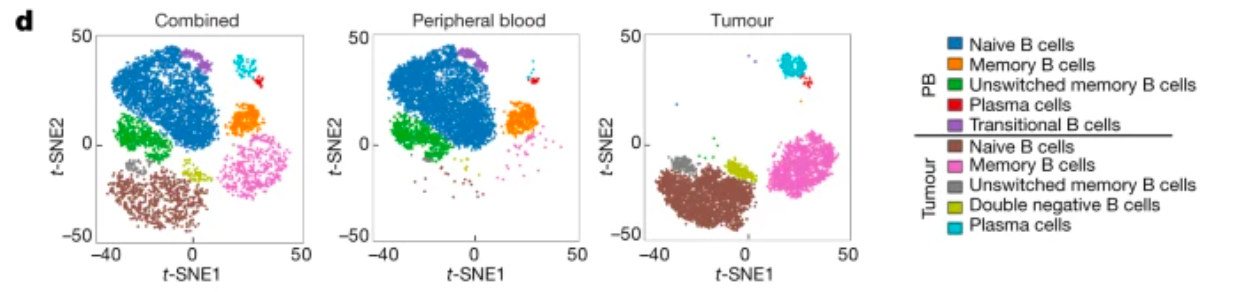 d
Combined
Peripheral blood
Tumour
50
0
–50
t-SNE2
–40
0
50
t-SNE1
50
0
–50
t-SNE2
–40
0
50
t-SNE1
50
0
–50
t-SNE2
–40
0
50
t-SNE1
PB
Naive B cells
Memory B cells
Unswitched memory B cells
Plasma cells
Transitional B cells
Tumour
Naive B cells
Memory B cells
Unswitched memory B cells
Double negative B cells
Plasma cells